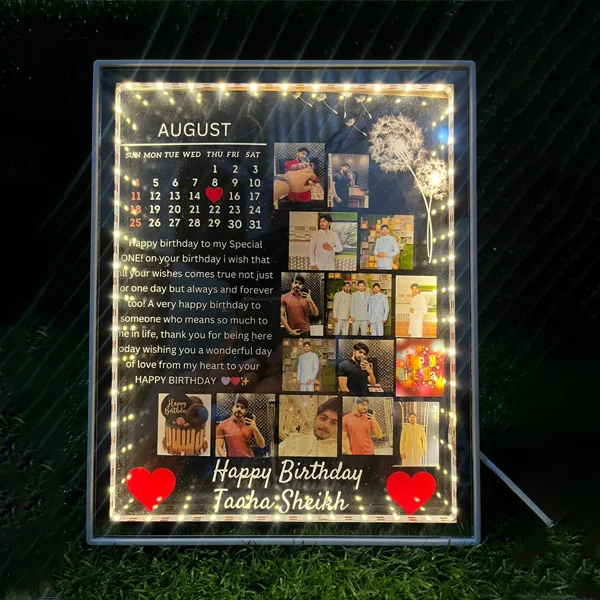 AUGUST
SUN MON TUE WED THU FRI SAT
1 2 3
4 5 6 7 8 9 10
11 12 13 14 16 17
18 19 20 21 22 23 24
25 26 27 28 29 30 31
Happy birthday to my Special
ONE! on your birthday i wish that
all your wishes comes true not just
for one day but always and forever
too! A very happy birthday to
someone who means so much to
me in life, thank you for being here
today wishing you a wonderful day
of love from my heart to your
HAPPY BIRTHDAY
Happy
Birthday
Happy Birthday
Taaha Sheikh